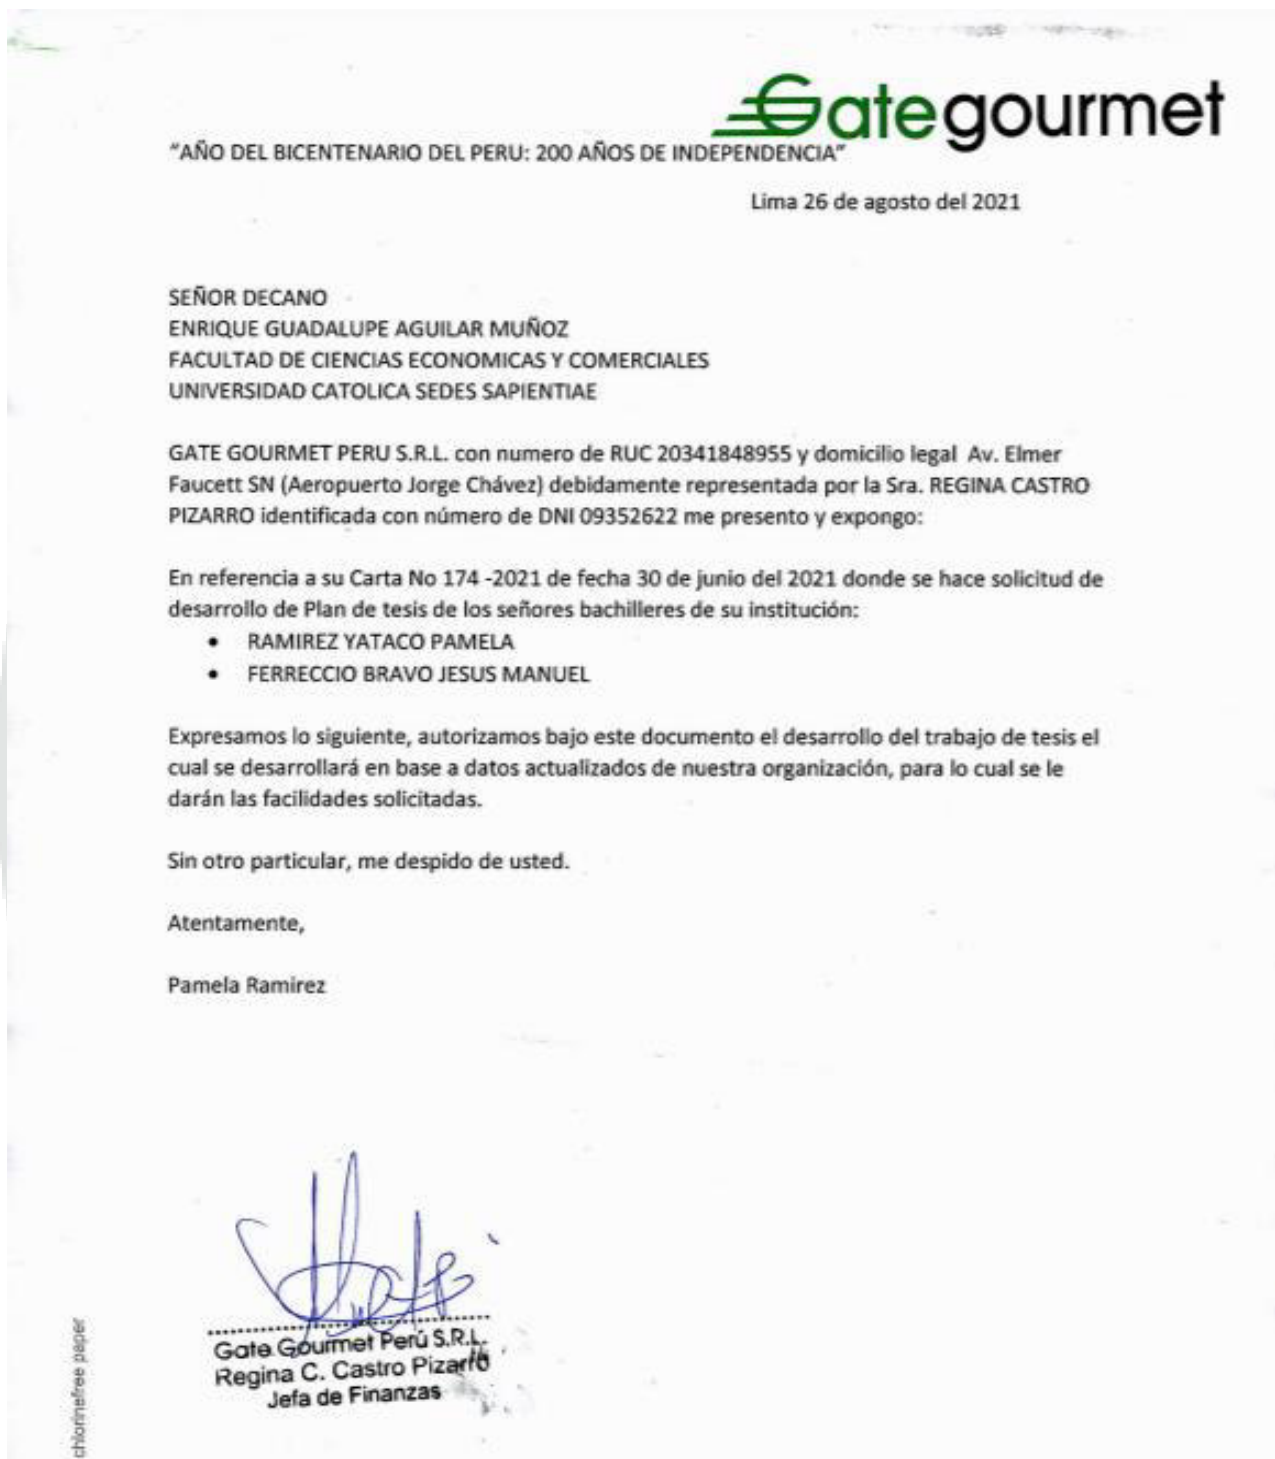 Gategourmet
"AÑO DEL BICENTENARIO DEL PERU: 200 AÑOS DE INDEPENDENCIA"
Lima 26 de agosto del 2021
SEÑOR DECANO
ENRIQUE GUADALUPE AGUILAR MUÑOZ
FACULTAD DE CIENCIAS ECONOMICAS Y COMERCIALES
UNIVERSIDAD CATOLICA SEDES SAPIENTIAE
GATE GOURMET PERU S.R.L. con numero de RUC 20341848955 y domicilio legal Av. Elmer
Faucett SN (Aeropuerto Jorge Chávez) debidamente representada por la Sra. REGINA CASTRO
PIZARRO identificada con número de DNI 09352622 me presento y expongo:
En referencia a su Carta No 174 -2021 de fecha 30 de junio del 2021 donde se hace solicitud de
desarrollo de Plan de tesis de los señores bachilleres de su institución:
• RAMIREZ YATACO PAMELA
• FERRECCIO BRAVO JESUS MANUEL
Expresamos lo siguiente, autorizamos bajo este documento el desarrollo del trabajo de tesis el
cual se desarrollará en base a datos actualizados de nuestra organización, para lo cual se le
darán las facilidades solicitadas.
Sin otro particular, me despido de usted.
Atentamente,
Pamela Ramirez
Gate Gourmet Perú S.R.L.
Regina C. Castro Pizarro
Jefa de Finanzas
chlorinefree paper